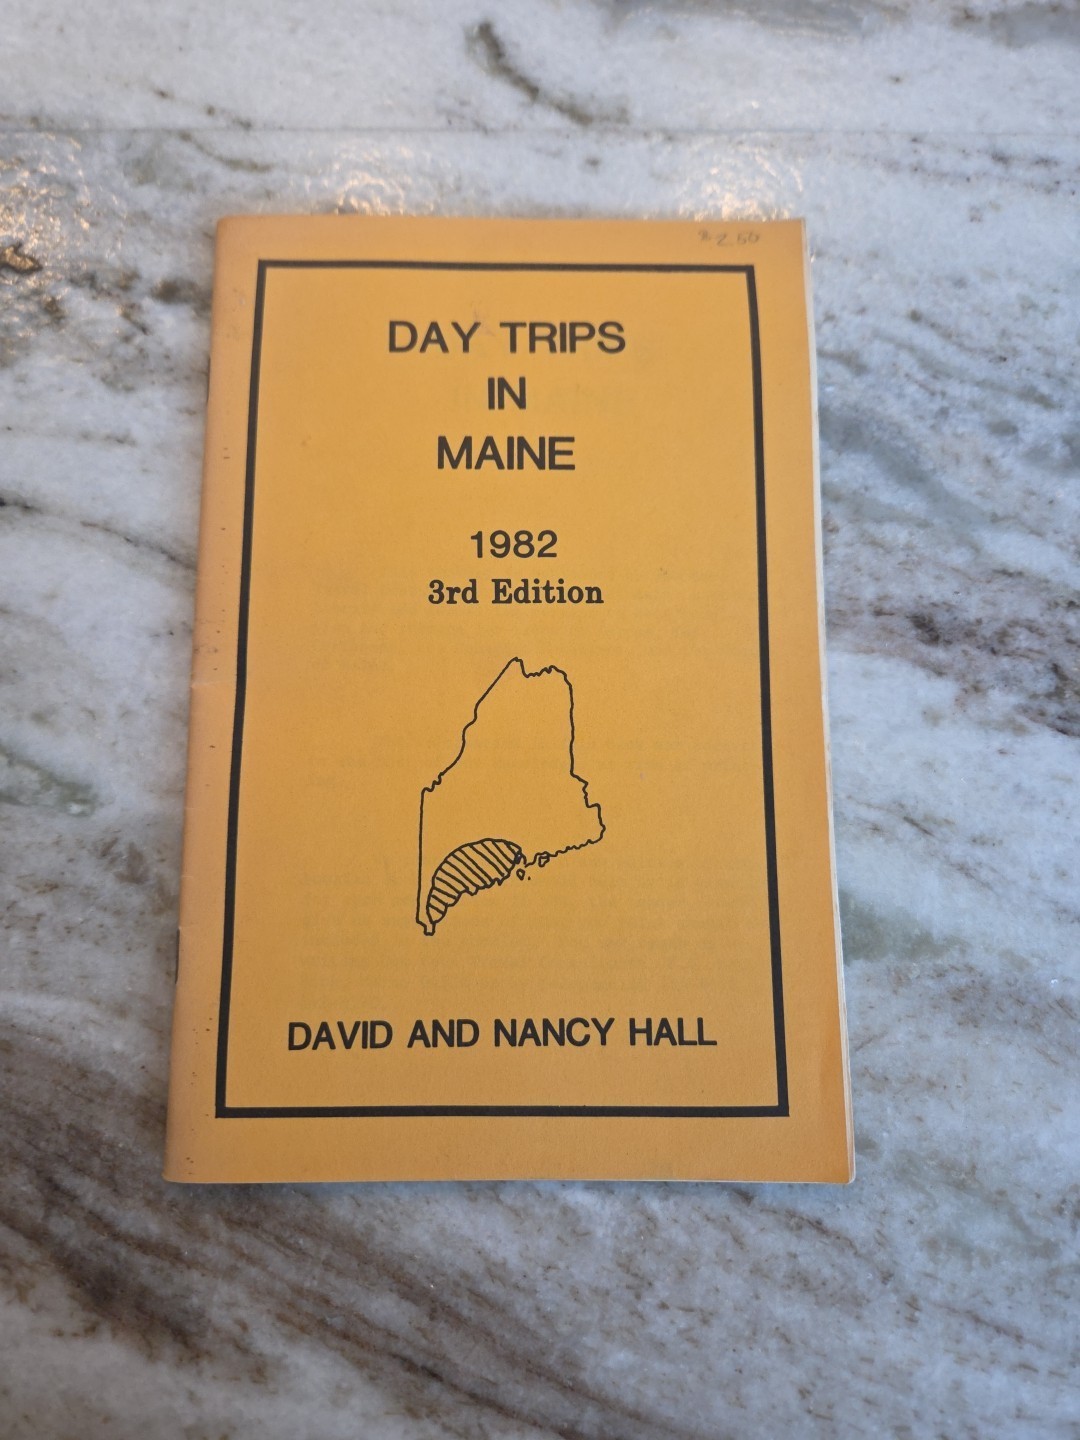 $2.50
DAY TRIPS
IN
MAINE
1982
3rd Edition
DAVID AND NANCY HALL